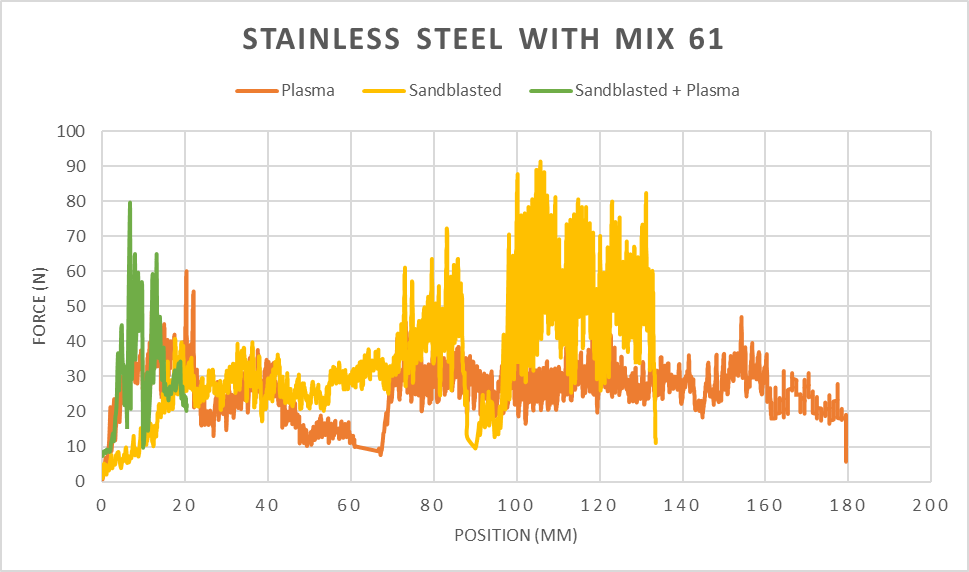 STAINLESS STEEL WITH MIX 61
Plasma Sandblasted Sandblasted + Plasma
100
90
80
70
60
50
40
30
20
10
0
FORCE (N)
0 20 40 60 80 100 120 140 160 180 200
POSITION (MM)